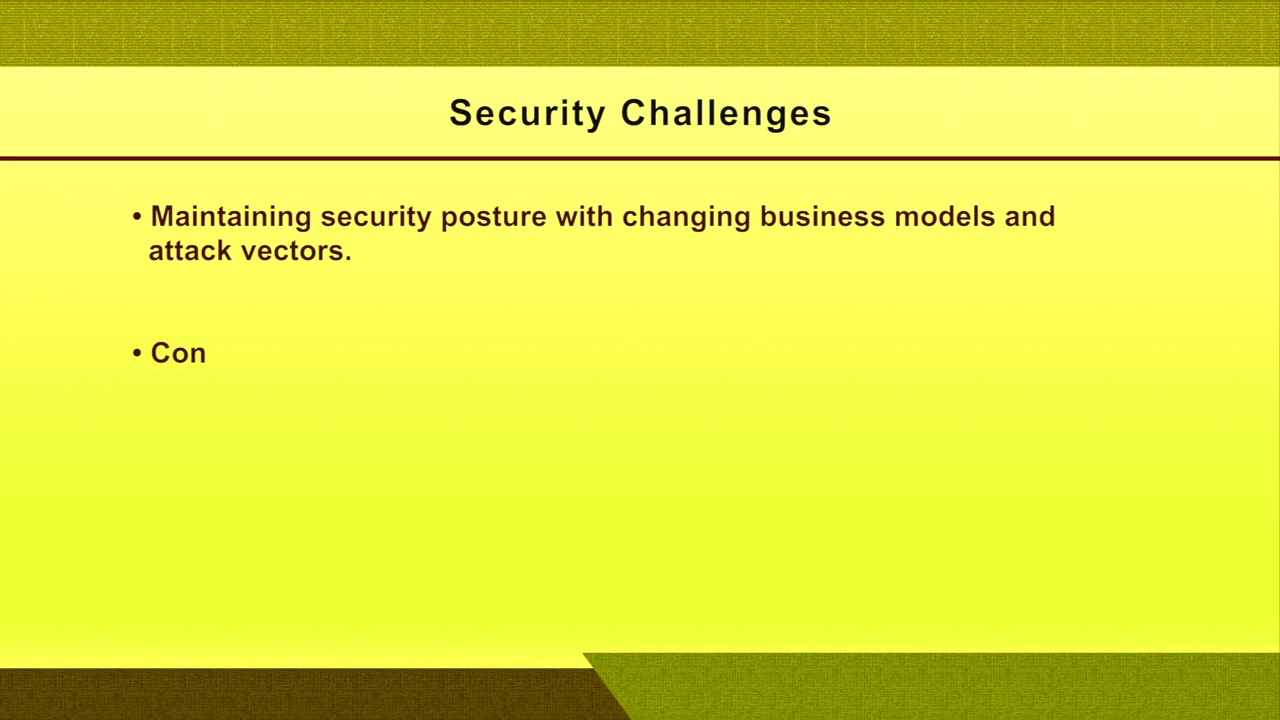 Security Challenges
• Maintaining security posture with changing business models and
attack vectors.
• Con